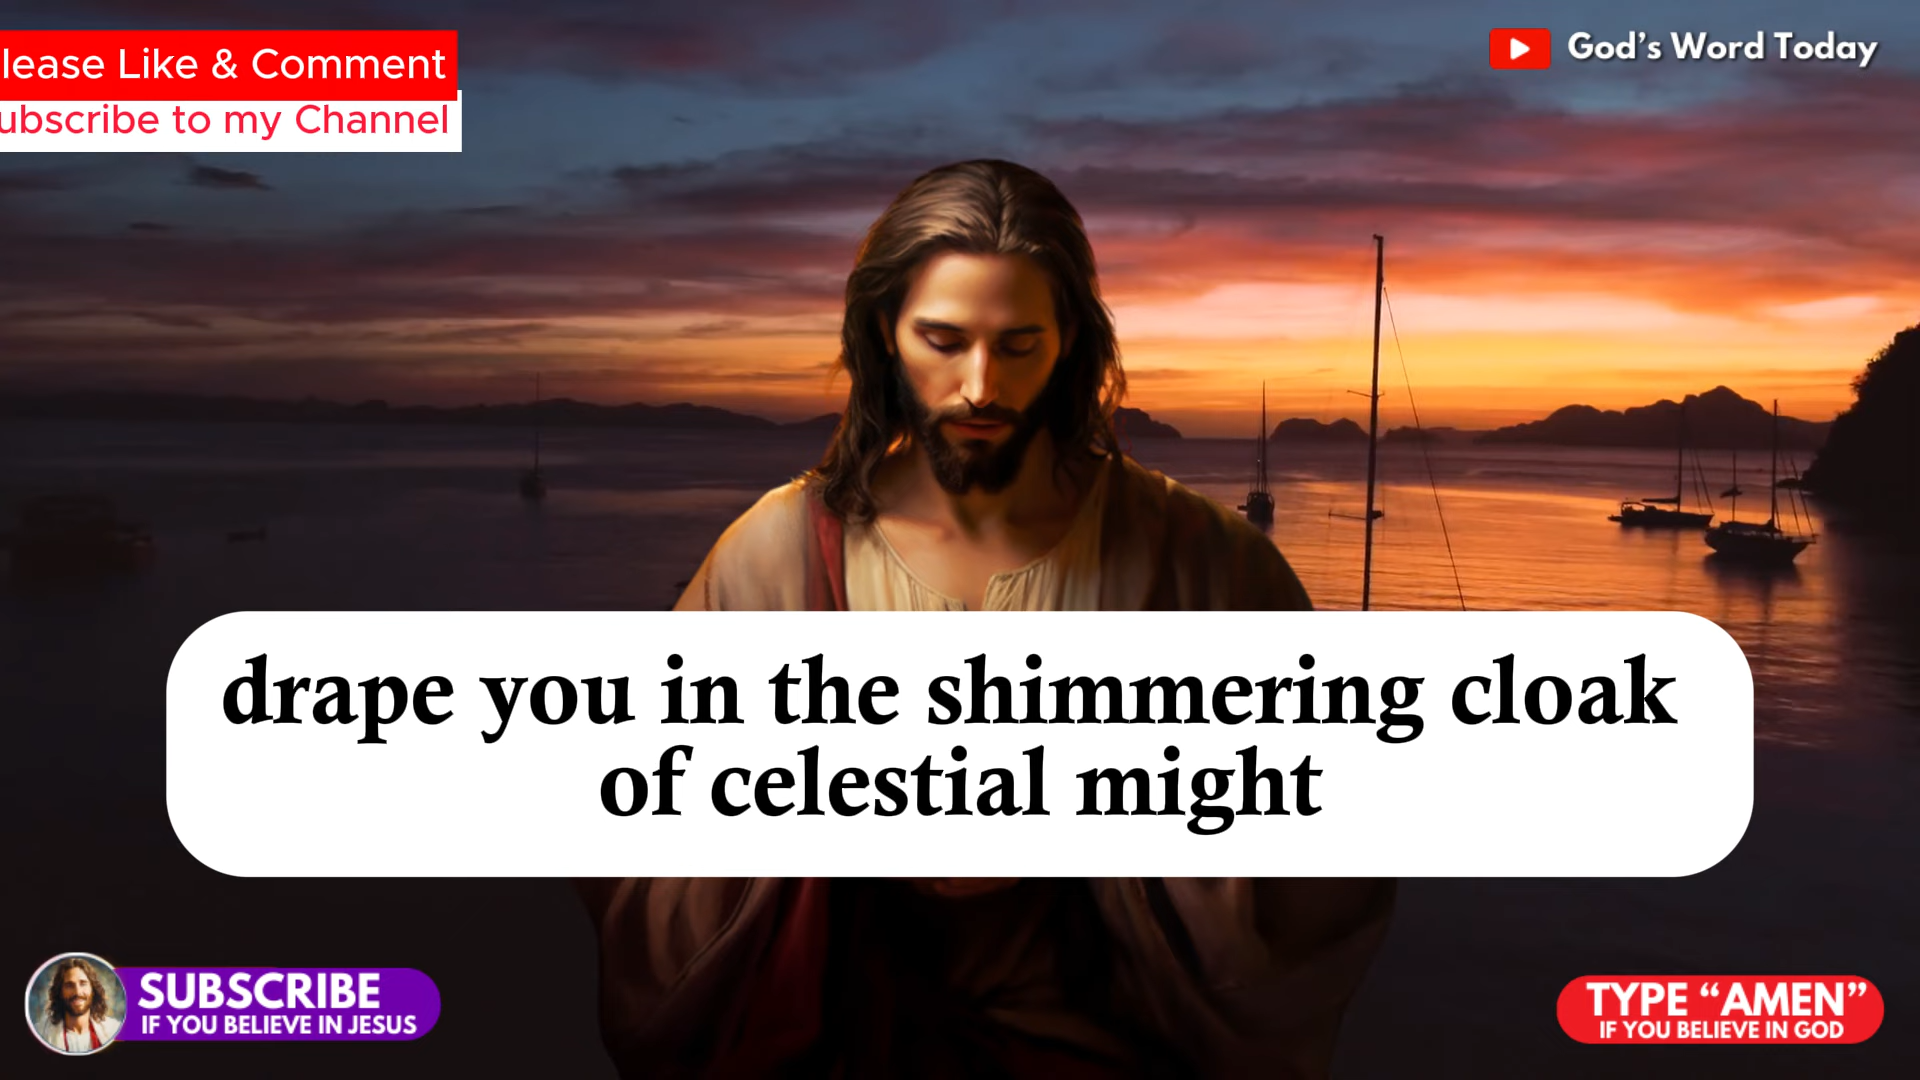 lease Like & Comment
ubscribe to my Channel
God's Word Today
drape you in the shimmering cloak
of celestial might
SUBSCRIBE
IF YOU BELIEVE IN JESUS
TYPE “AMEN”
IF YOU BELIEVE IN GOD